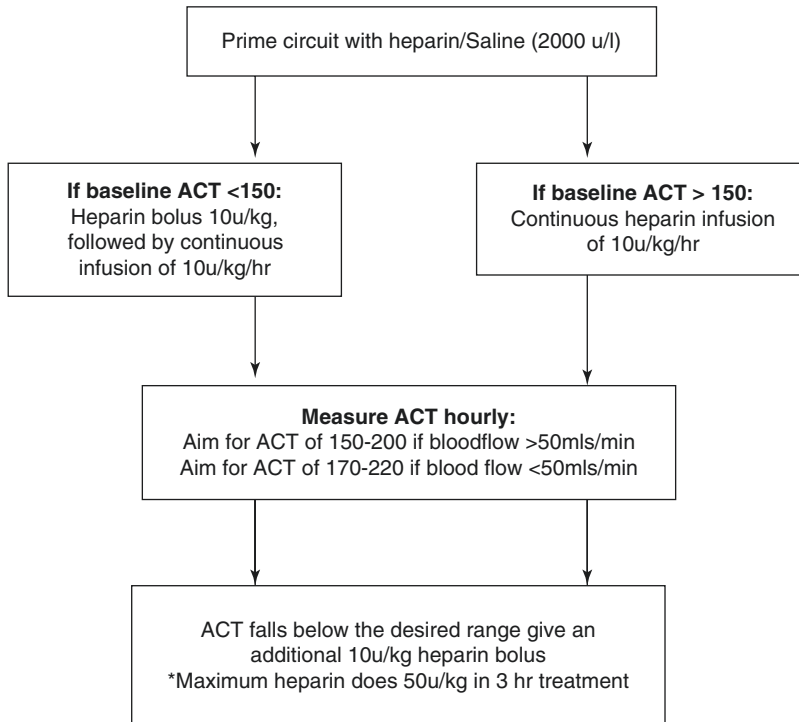 Prime circuit with heparin/Saline (2000 u/l)
If baseline ACT <150:
Heparin bolus 10u/kg,
followed by continuous
infusion of 10u/kg/hr
If baseline ACT > 150:
Continuous heparin infusion
of 10u/kg/hr
Measure ACT hourly:
Aim for ACT of 150-200 if bloodflow >50mls/min
Aim for ACT of 170-220 if blood flow <50mls/min
ACT falls below the desired range give an
additional 10u/kg heparin bolus
*Maximum heparin does 50u/kg in 3 hr treatment